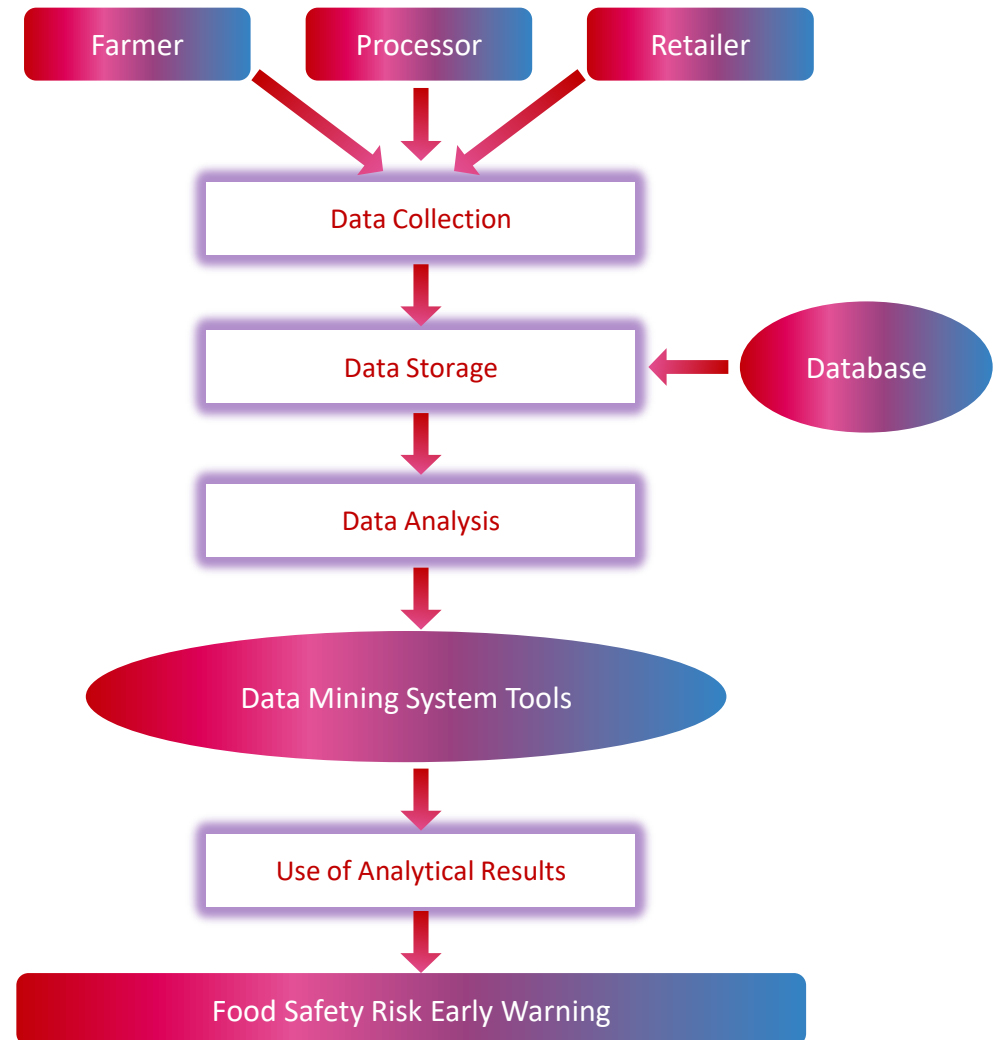 Farmer
Processor
Retailer
Data Collection
Data Storage
Database
Data Analysis
Data Mining System Tools
Use of Analytical Results
Food Safety Risk Early Warning